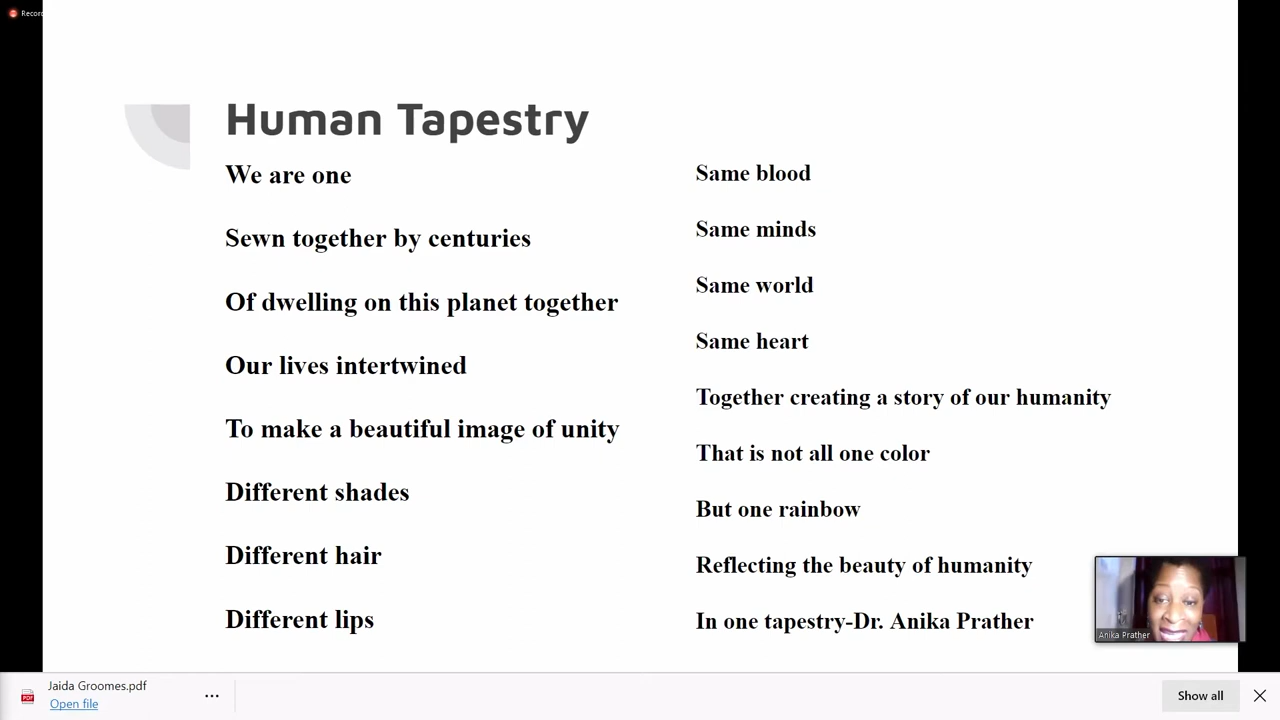 Recor
Human Tapestry
We are one
Sewn together by centuries
Of dwelling on this planet together
Our lives intertwined
To make a beautiful image of unity
Different shades
Different hair
Different lips
Same blood
Same minds
Same world
Same heart
Together creating a story of our humanity
That is not all one color
But one rainbow
Reflecting the beauty of humanity
In one tapestry-Dr. Anika Prather
Anika Prather
PDF
Jaida Groomes.pdf
Open file
...
Show all